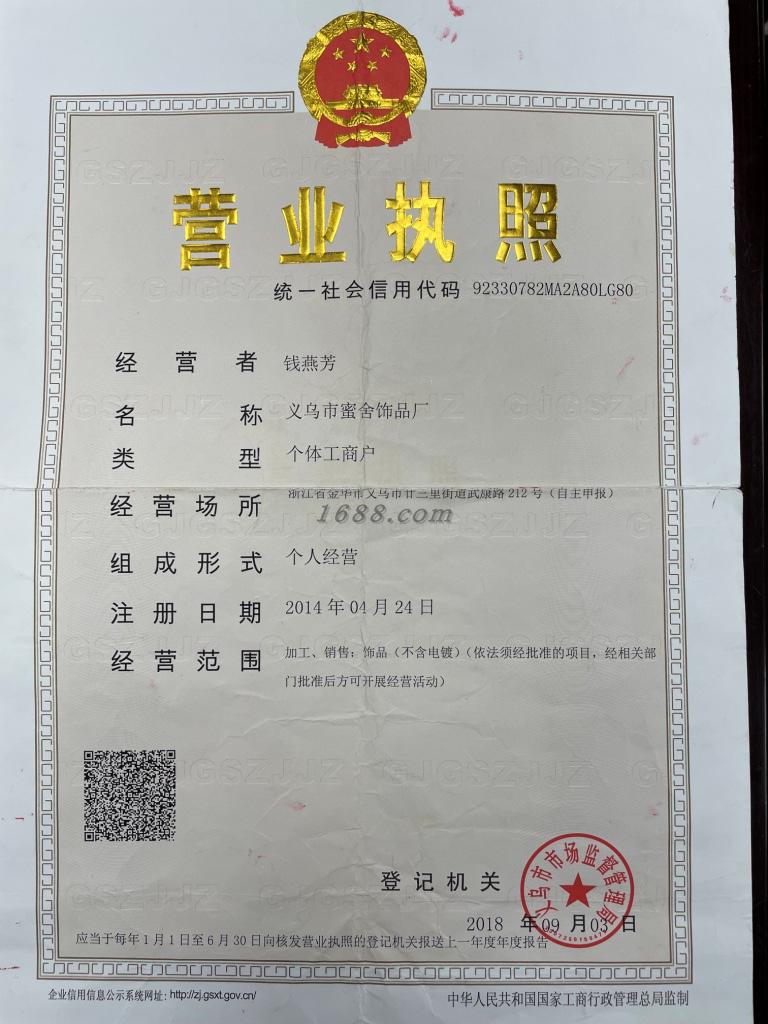 营业执照
统一社会信用代码 92330782MA2A80LG80
经营者 钱燕芳
名称 义乌市蜜舍饰品厂
类型 个体工商户
经营场所 浙江省金华市义乌市廿三里街道武康路212号（自主申报）
1688.com
组成形式 个人经营
注册日期 2014年04月24日
经营范围 加工、销售：饰品（不含电镀）（依法须经批准的项目，经相关部
门批准后方可开展经营活动）
登记机关
义乌市市场监督管理局
2018 年09 月03 日
应当于每年1月1日至6月30日向核发营业执照的登记机关报送上一年度年度报告
企业信用信息公示系统网址: http://zj.gsxt.gov.cn/
中华人民共和国国家工商行政管理总局监制